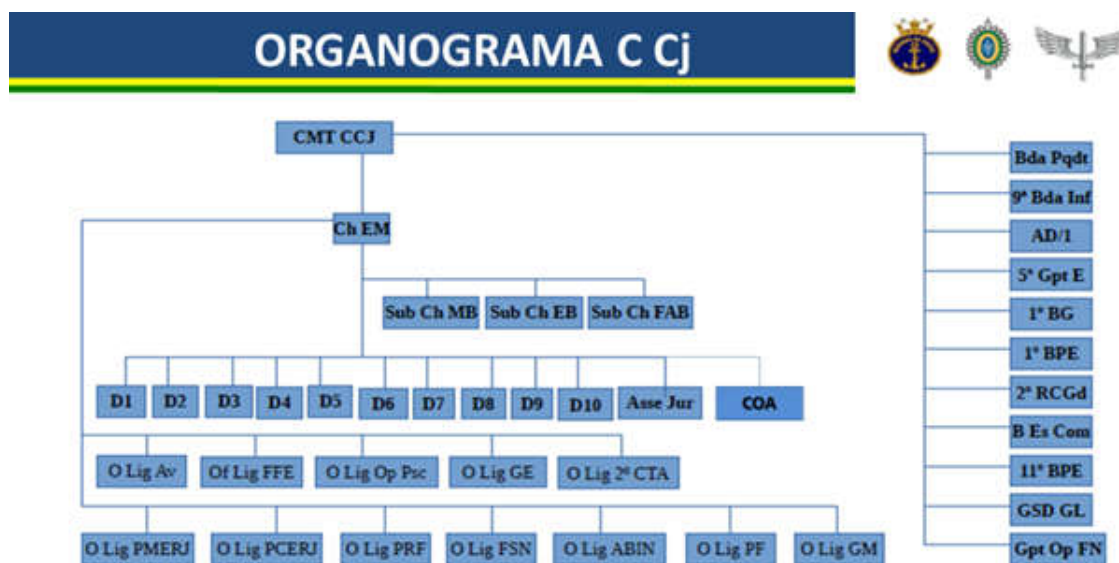 ORGANOGRAMA C Cj
CMT CCJ
Ch EM
Sub Ch MB
Sub Ch EB
Sub Ch FAB
D1
D2
D3
D4
D5
D6
D7
D8
D9
D10
Asse Jur
COA
O Lig Av
Of Lig FFE
O Lig Op Psc
O Lig GE
O Lig 2º CTA
O Lig PMERJ
O Lig PCERJ
O Lig PRF
O Lig FSN
O Lig ABIN
O Lig PF
O Lig GM
Bda Pqdt
9ª Bda Inf
AD/1
5º Gpt E
1º BG
1º BPE
2º RCGd
B Es Com
11º BPE
GSD GL
Gpt Op FN